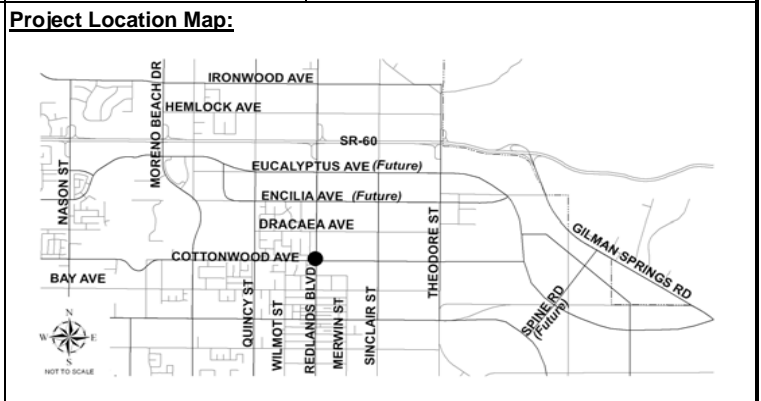 Project Location Map:
IRONWOOD AVE
MORENO BEACH DR
HEMLOCK AVE
SR-60
EUCALYPTUS AVE (Future)
NASON ST
ENCILIA AVE (Future)
DRACAEA AVE
THEODORE ST
COTTONWOOD AVE
GILMAN SPRINGS RD
BAY AVE
QUINCY ST
WILMOT ST
REDLANDS BLVD
MERWIN ST
SINCLAIR ST
SPINE RD
(Future)
N
W
E
S
NOT TO SCALE